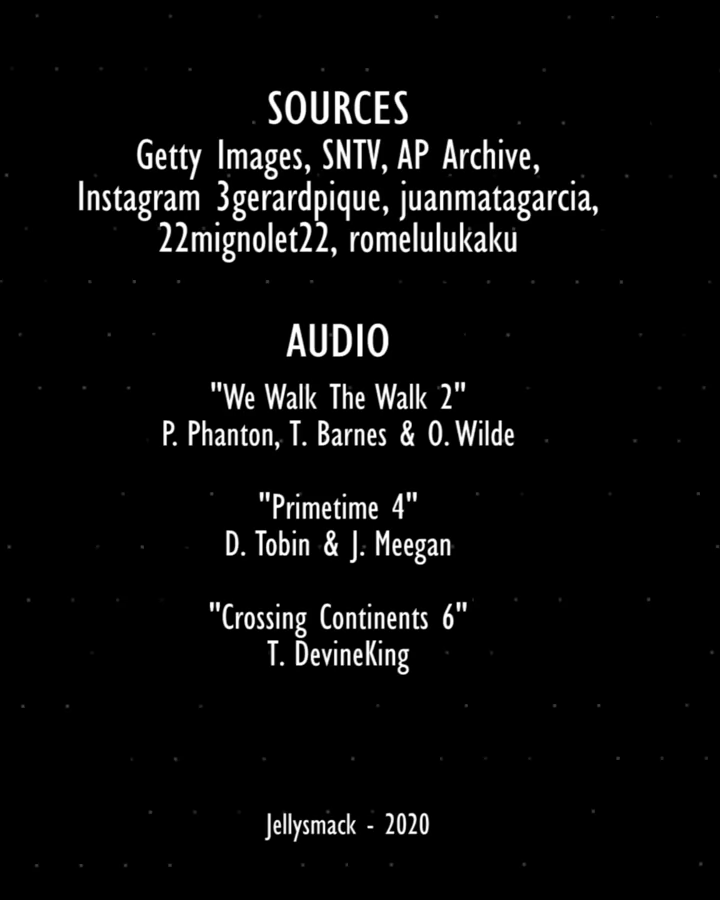 SOURCES
Getty Images, SNTV, AP Archive,
Instagram 3gerardpique, juanmatagarcia,
22mignolet22, romelulukaku
AUDIO
"We Walk The Walk 2"
P. Phanton, T. Barnes & O. Wilde
"Primetime 4"
D. Tobin & J. Meegan
"Crossing Continents 6"
T. DevineKing
Jellysmack - 2020